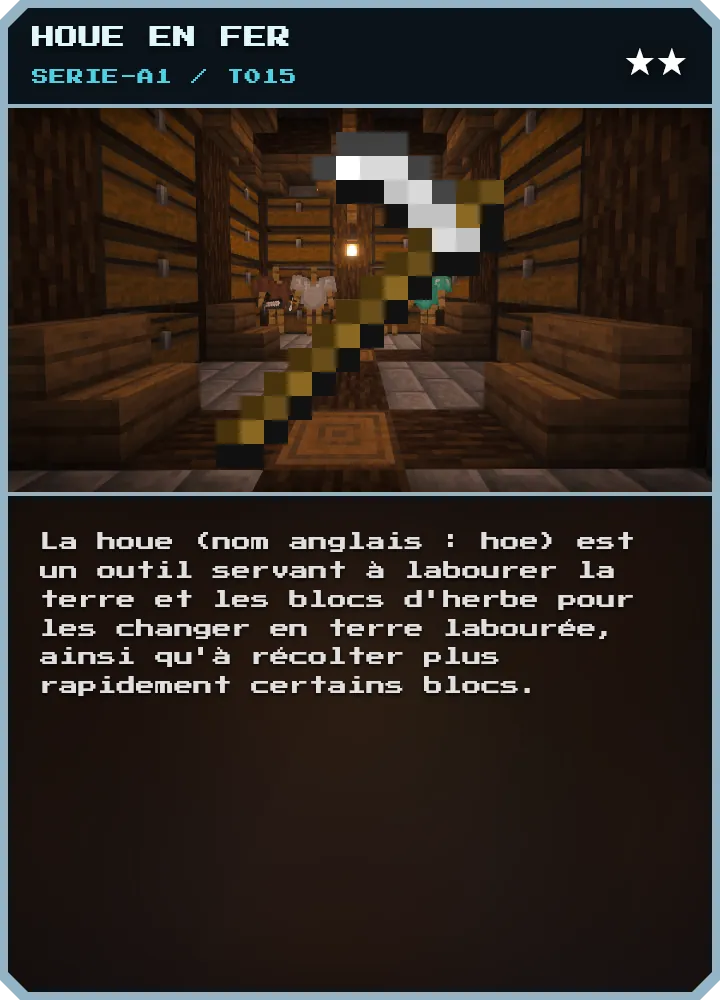 HOUE EN FER
SERIE-A1 / T015
★★
La houe (nom anglais : hoe) est
un outil servant à labourer la
terre et les blocs d'herbe pour
les changer en terre labourée,
ainsi qu'à récolter plus
rapidement certains blocs.